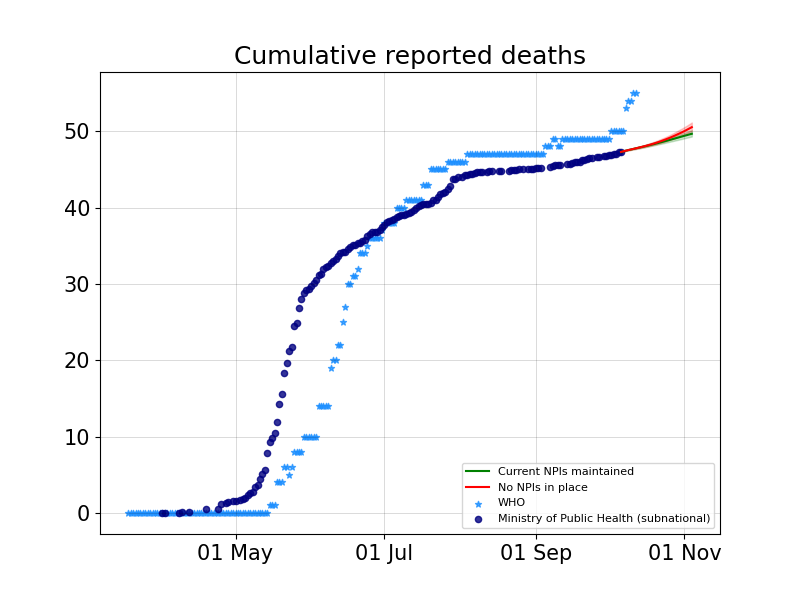 Cumulative reported deaths
50
40
30
20
10
0
01 May
01 Jul
01 Sep
01 Nov
Current NPIs maintained
No NPIs in place
WHO
Ministry of Public Health (subnational)